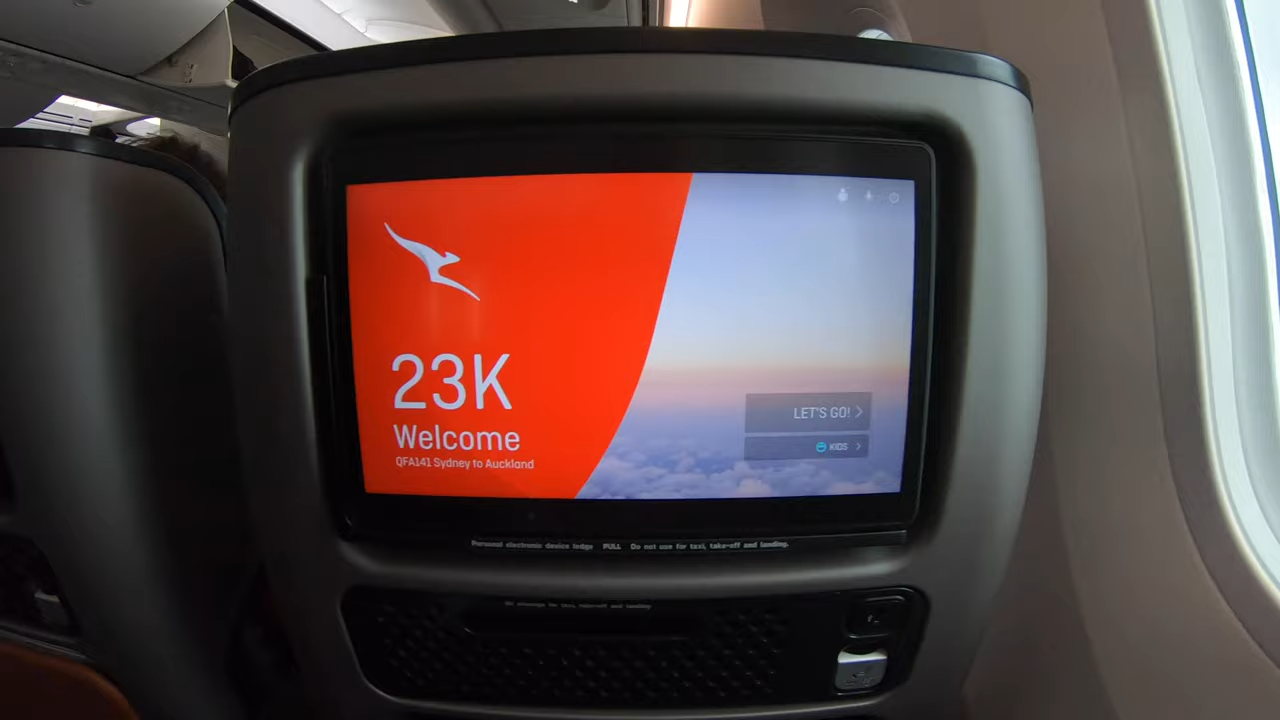 23K
Welcome
QFA141 Sydney to Auckland
LET'S GO!
KIDS
Personal electronic device ledge PULL Do not use for taxi, take-off and landing.